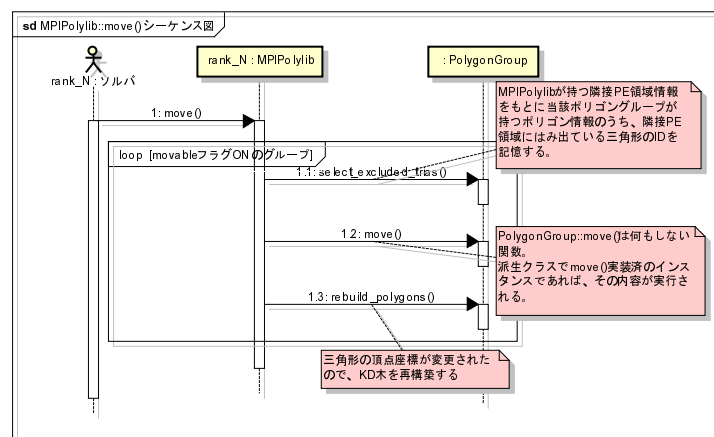 sd MPIPolylib::move()シーケンス図
rank_N : ソルバ
rank_N : MPIPolylib
: PolygonGroup
MPIPolylibが持つ隣接PE領域情報
をもとに当該ポリゴングループが
持つポリゴン情報のうち、隣接PE
領域にはみ出ている三角形のIDを
記憶する。
1: move()
loop [movableフラグONのグループ]
1.1: select_excluded_trias()
1.2: move()
PolygonGroup::move()は何もしない
関数。
派生クラスでmove()実装済のインス
タンスであれば、その内容が実行さ
れる。
1.3: rebuild_polygons()
三角形の頂点座標が変更された
ので、KD木を再構築する